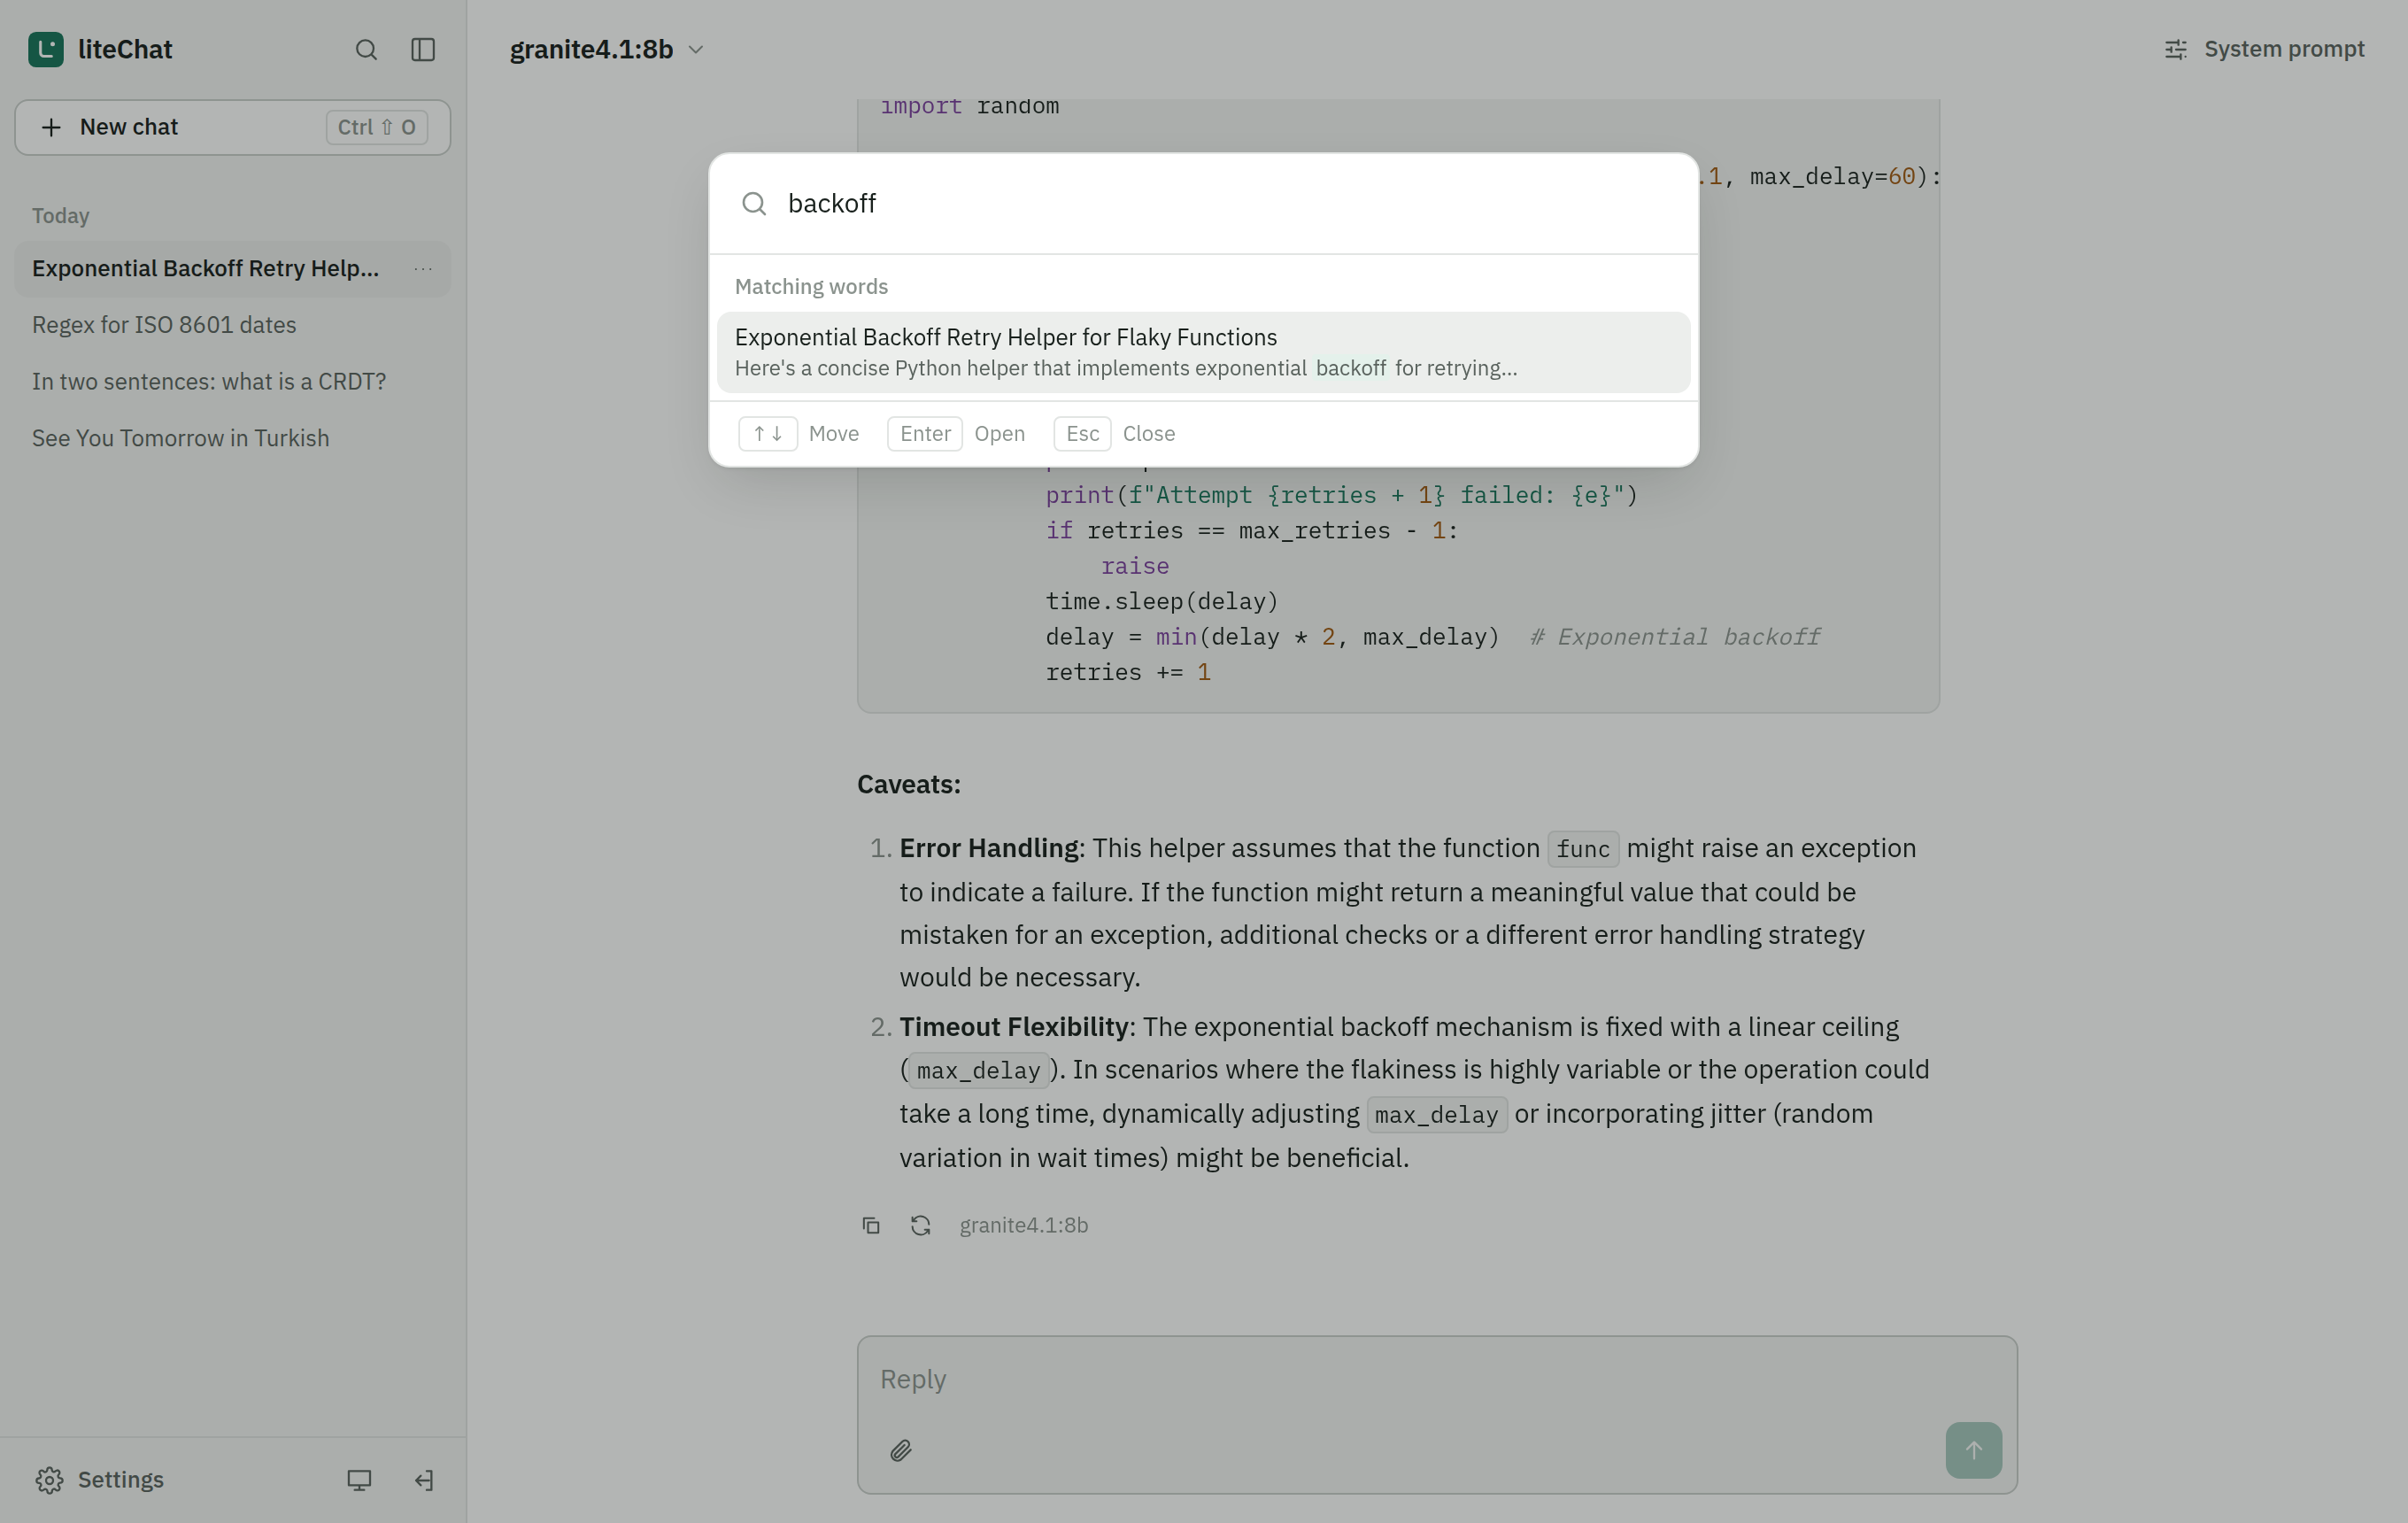 liteChat
New chat
Ctrl ⇧ O
Today
Exponential Backoff Retry Help...
···
Regex for ISO 8601 dates
In two sentences: what is a CRDT?
See You Tomorrow in Turkish
Settings
granite4.1:8b
System prompt
import random
.1, max_delay=60):
backoff
Matching words
Exponential Backoff Retry Helper for Flaky Functions
Here's a concise Python helper that implements exponential backoff for retrying...
↑↓ Move Enter Open Esc Close
print(f"Attempt {retries + 1} failed: {e}")
if retries == max_retries - 1:
raise
time.sleep(delay)
delay = min(delay * 2, max_delay)  # Exponential backoff
retries += 1
Caveats:
1. Error Handling: This helper assumes that the function func might raise an exception
to indicate a failure. If the function might return a meaningful value that could be
mistaken for an exception, additional checks or a different error handling strategy
would be necessary.
2. Timeout Flexibility: The exponential backoff mechanism is fixed with a linear ceiling
(max_delay). In scenarios where the flakiness is highly variable or the operation could
take a long time, dynamically adjusting max_delay or incorporating jitter (random
variation in wait times) might be beneficial.
granite4.1:8b
Reply